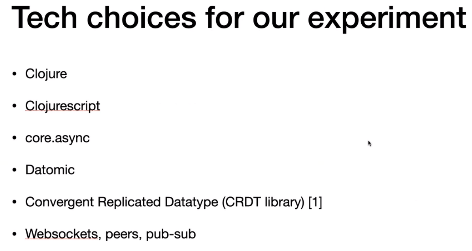 Tech choices for our experiment
• Clojure
• Clojurescript
• core.async
• Datomic
• Convergent Replicated Datatype (CRDT library) [1]
• Websockets, peers, pub-sub